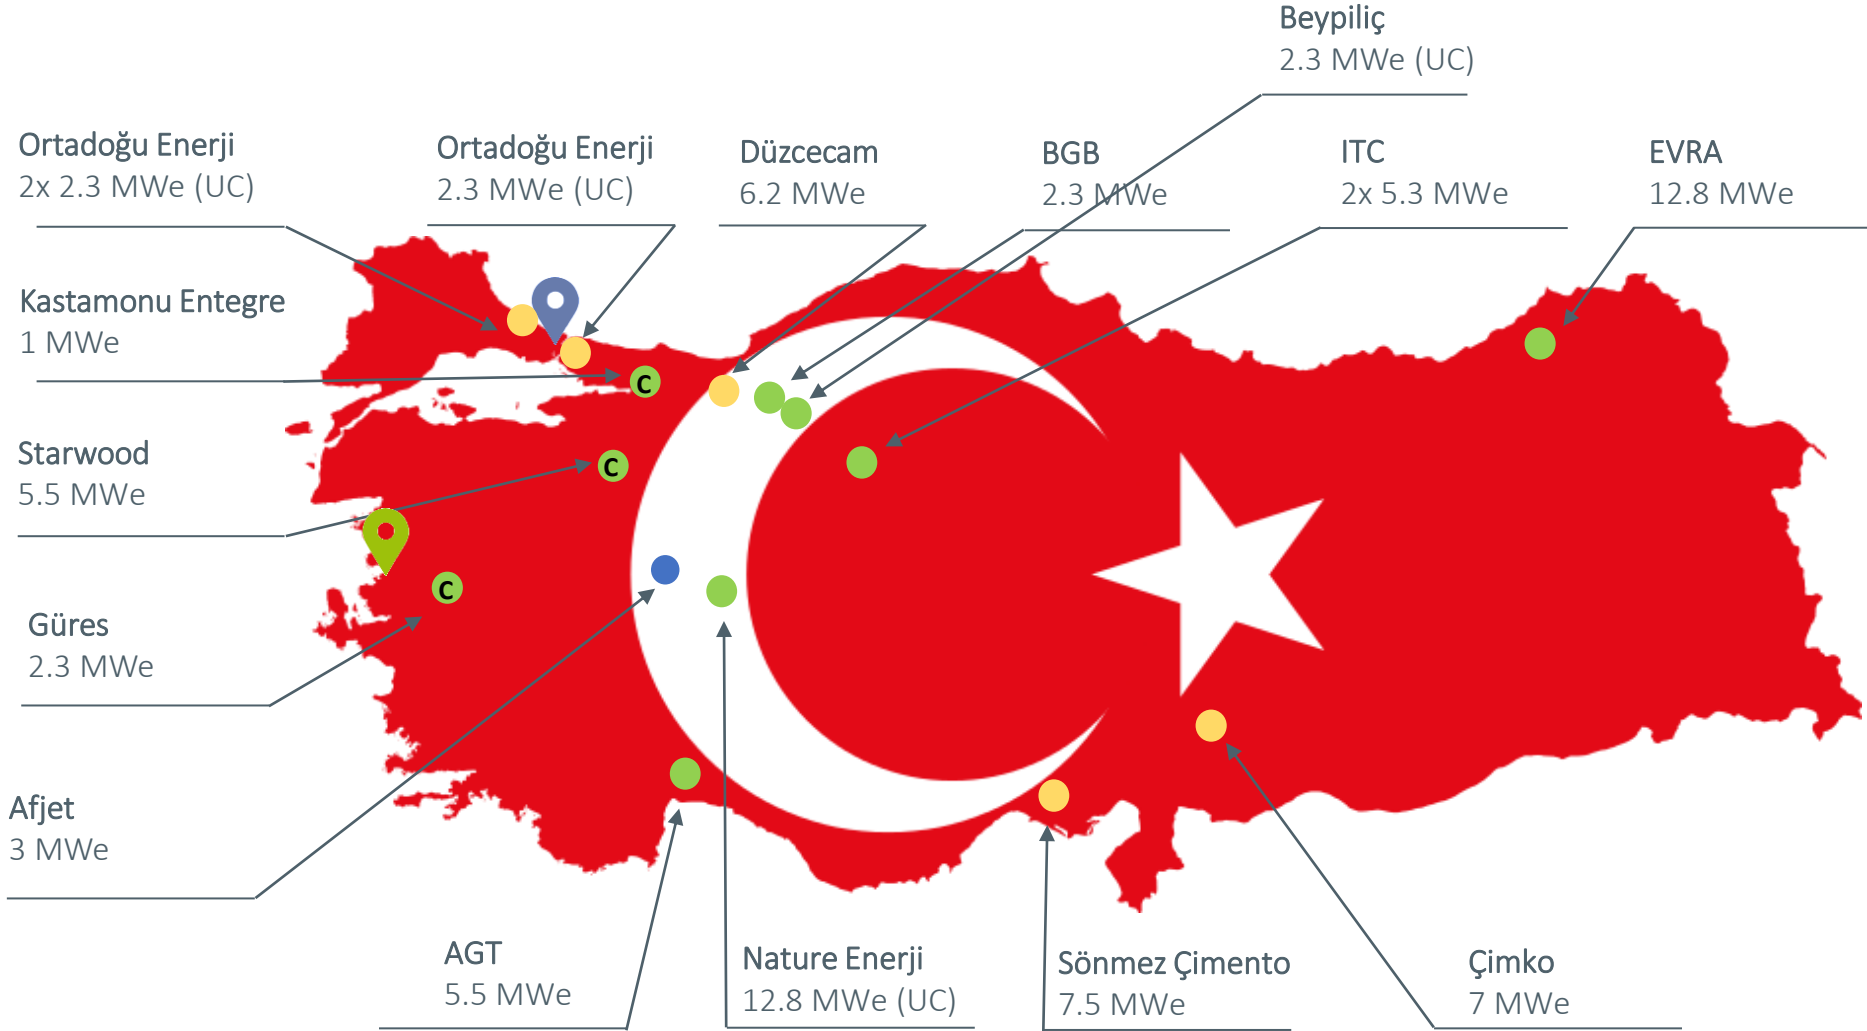 Beypiliç
2.3 MWe (UC)
Ortadoğu Enerji
2x 2.3 MWe (UC)
Ortadoğu Enerji
2.3 MWe (UC)
Düzcecam
6.2 MWe
BGB
2.3 MWe
ITC
2x 5.3 MWe
EVRA
12.8 MWe
Kastamonu Entegre
1 MWe
C
Starwood
5.5 MWe
C
Güres
2.3 MWe
C
Afjet
3 MWe
AGT
5.5 MWe
Nature Enerji
12.8 MWe (UC)
Sönmez Çimento
7.5 MWe
Çimko
7 MWe